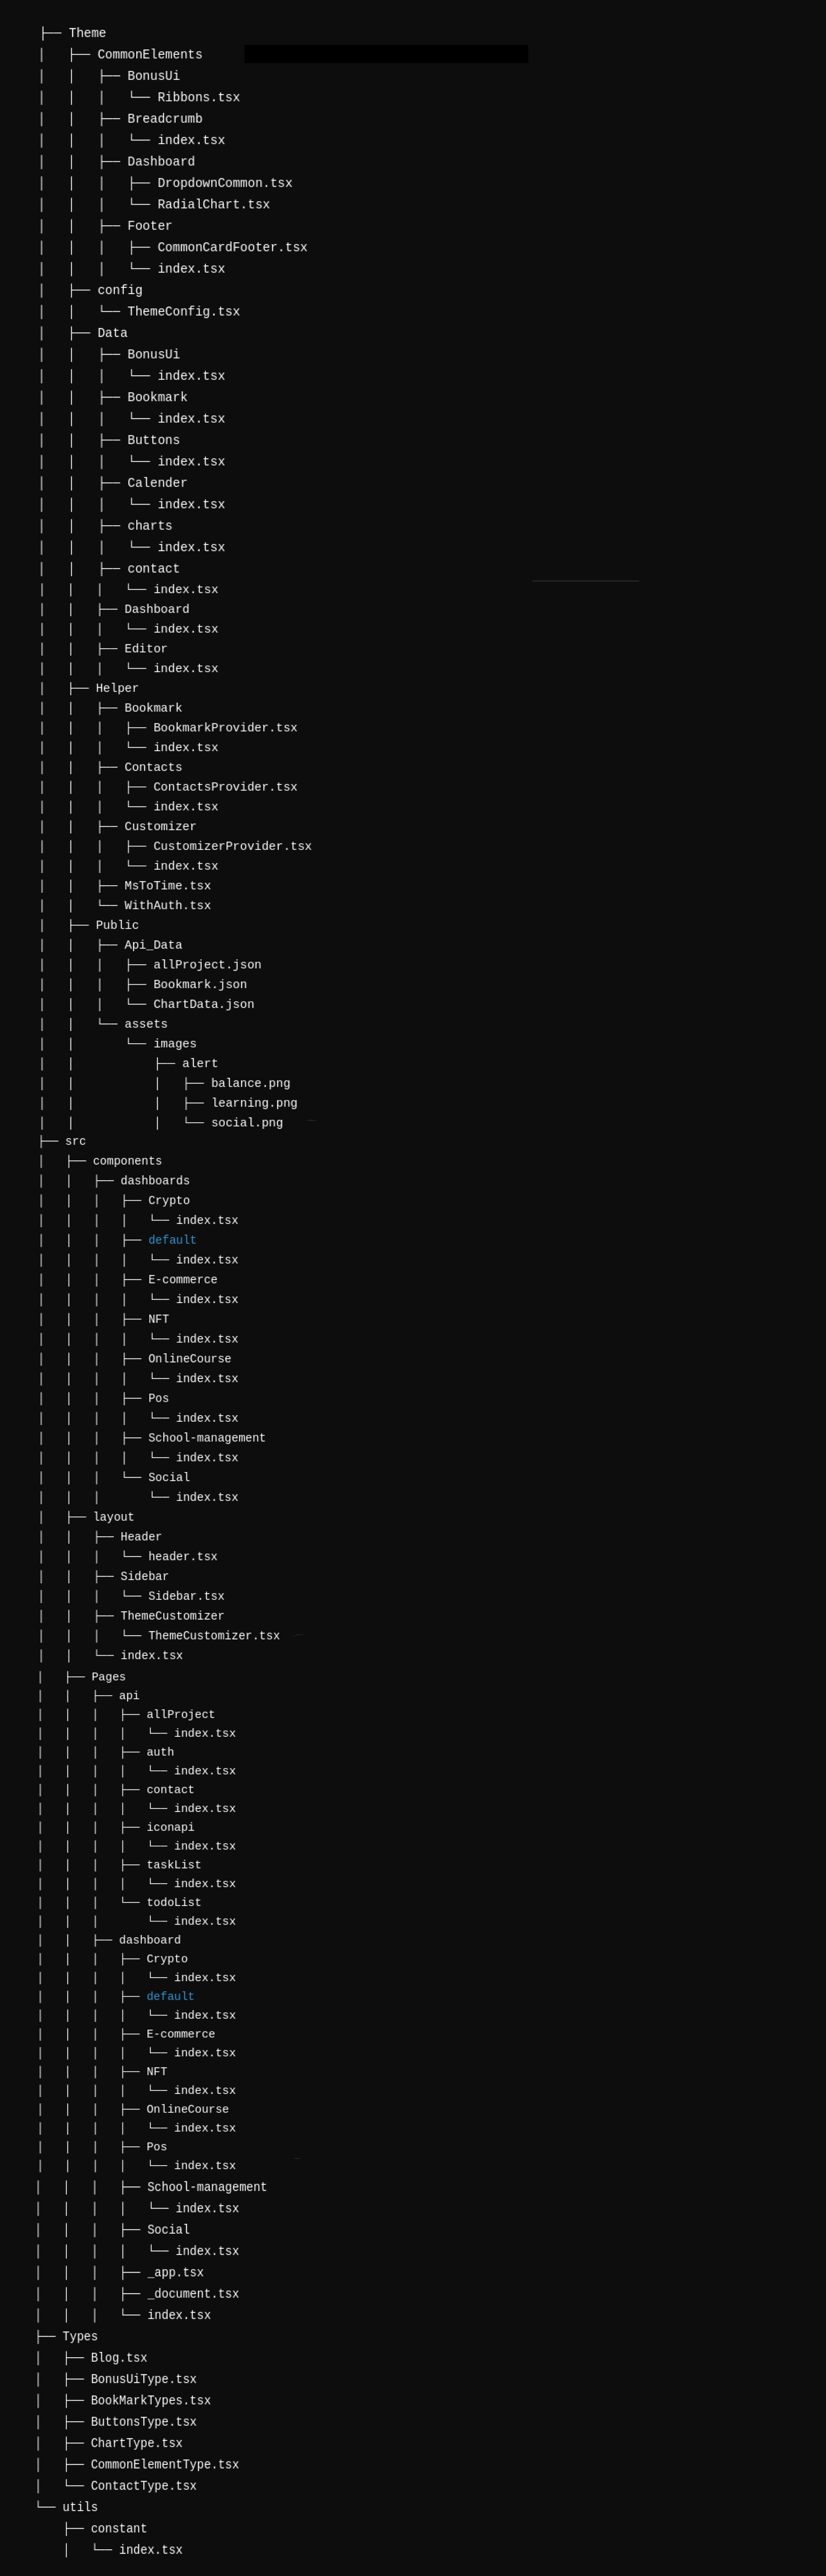 ├── Theme
│   ├── CommonElements
│   │   ├── BonusUi
│   │   │   └── Ribbons.tsx
│   │   ├── Breadcrumb
│   │   │   └── index.tsx
│   │   ├── Dashboard
│   │   │   ├── DropdownCommon.tsx
│   │   │   └── RadialChart.tsx
│   │   ├── Footer
│   │   │   ├── CommonCardFooter.tsx
│   │   │   └── index.tsx
│   ├── config
│   │   └── ThemeConfig.tsx
│   ├── Data
│   │   ├── BonusUi
│   │   │   └── index.tsx
│   │   ├── Bookmark
│   │   │   └── index.tsx
│   │   ├── Buttons
│   │   │   └── index.tsx
│   │   ├── Calender
│   │   │   └── index.tsx
│   │   ├── charts
│   │   │   └── index.tsx
│   │   ├── contact
│   │   │   └── index.tsx
│   │   ├── Dashboard
│   │   │   └── index.tsx
│   │   ├── Editor
│   │   │   └── index.tsx
│   ├── Helper
│   │   ├── Bookmark
│   │   │   ├── BookmarkProvider.tsx
│   │   │   └── index.tsx
│   │   ├── Contacts
│   │   │   ├── ContactsProvider.tsx
│   │   │   └── index.tsx
│   │   ├── Customizer
│   │   │   ├── CustomizerProvider.tsx
│   │   │   └── index.tsx
│   │   ├── MsToTime.tsx
│   │   └── WithAuth.tsx
│   ├── Public
│   │   ├── Api_Data
│   │   │   ├── allProject.json
│   │   │   ├── Bookmark.json
│   │   │   └── ChartData.json
│   │   └── assets
│   │       └── images
│   │           ├── alert
│   │           │   ├── balance.png
│   │           │   ├── learning.png
│   │           │   └── social.png
├── src
│   ├── components
│   │   ├── dashboards
│   │   │   ├── Crypto
│   │   │   │   └── index.tsx
│   │   │   ├── default
│   │   │   │   └── index.tsx
│   │   │   ├── E-commerce
│   │   │   │   └── index.tsx
│   │   │   ├── NFT
│   │   │   │   └── index.tsx
│   │   │   ├── OnlineCourse
│   │   │   │   └── index.tsx
│   │   │   ├── Pos
│   │   │   │   └── index.tsx
│   │   │   ├── School-management
│   │   │   │   └── index.tsx
│   │   │   └── Social
│   │   │       └── index.tsx
│   ├── layout
│   │   ├── Header
│   │   │   └── header.tsx
│   │   ├── Sidebar
│   │   │   └── Sidebar.tsx
│   │   ├── ThemeCustomizer
│   │   │   └── ThemeCustomizer.tsx
│   │   └── index.tsx
│   ├── Pages
│   │   ├── api
│   │   │   ├── allProject
│   │   │   │   └── index.tsx
│   │   │   ├── auth
│   │   │   │   └── index.tsx
│   │   │   ├── contact
│   │   │   │   └── index.tsx
│   │   │   ├── iconapi
│   │   │   │   └── index.tsx
│   │   │   ├── taskList
│   │   │   │   └── index.tsx
│   │   │   └── todoList
│   │   │       └── index.tsx
│   │   ├── dashboard
│   │   │   ├── Crypto
│   │   │   │   └── index.tsx
│   │   │   ├── default
│   │   │   │   └── index.tsx
│   │   │   ├── E-commerce
│   │   │   │   └── index.tsx
│   │   │   ├── NFT
│   │   │   │   └── index.tsx
│   │   │   ├── OnlineCourse
│   │   │   │   └── index.tsx
│   │   │   ├── Pos
│   │   │   │   └── index.tsx
│   │   │   ├── School-management
│   │   │   │   └── index.tsx
│   │   │   ├── Social
│   │   │   │   └── index.tsx
│   │   │   ├── _app.tsx
│   │   │   ├── _document.tsx
│   │   │   └── index.tsx
├── Types
│   ├── Blog.tsx
│   ├── BonusUiType.tsx
│   ├── BookMarkTypes.tsx
│   ├── ButtonsType.tsx
│   ├── ChartType.tsx
│   ├── CommonElementType.tsx
│   └── ContactType.tsx
└── utils
    ├── constant
    │   └── index.tsx